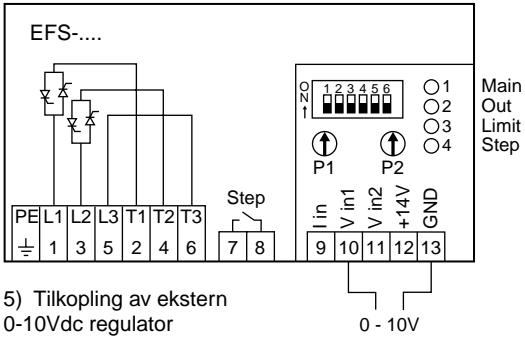 EFS-....
O
N
↑
1 2 3 4 5 6
1 Main
2 Out
3 Limit
4 Step
P1 P2
PE L1 L2 L3 T1 T2 T3
1 3 5 2 4 6
Step
7 8
I in
V in1
V in2
+14V
GND
9 10 11 12 13
5) Tilkopling av ekstern
0-10Vdc regulator
0 - 10V